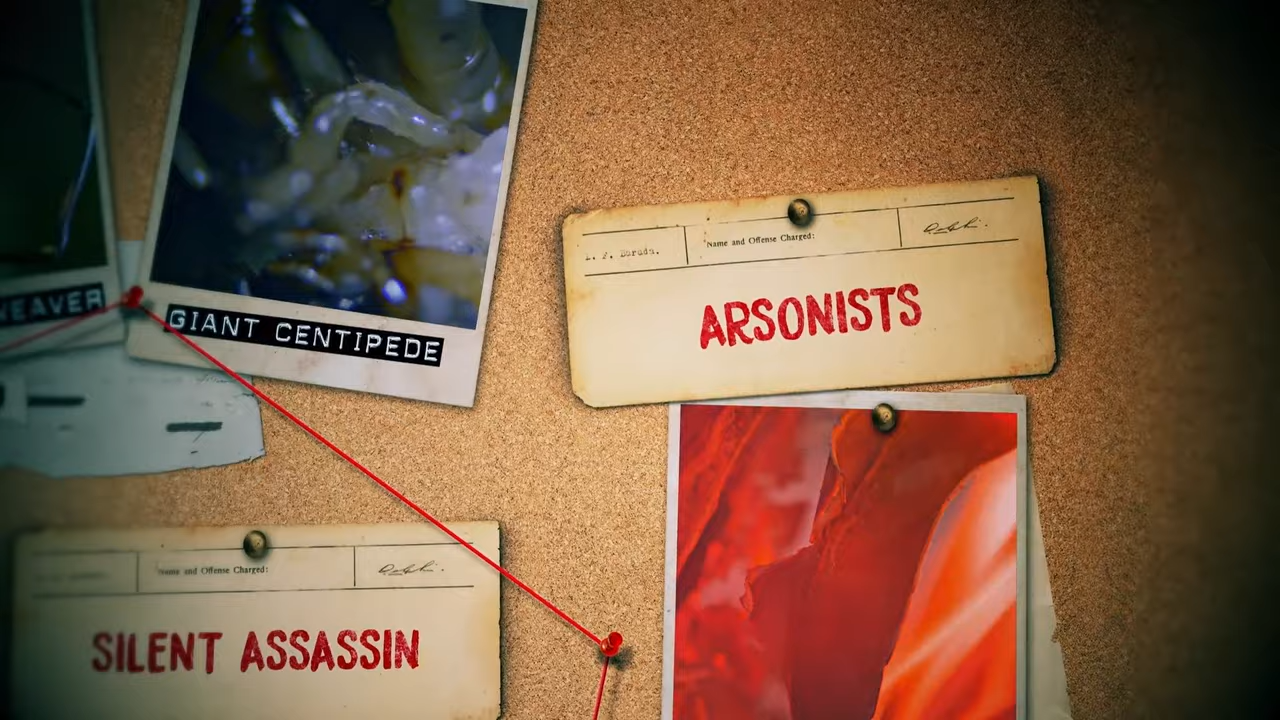 GIANT CENTIPEDE
Name and Offense Charged:
ARSONISTS
WEAVER
Name and Offense Charged:
SILENT ASSASSIN